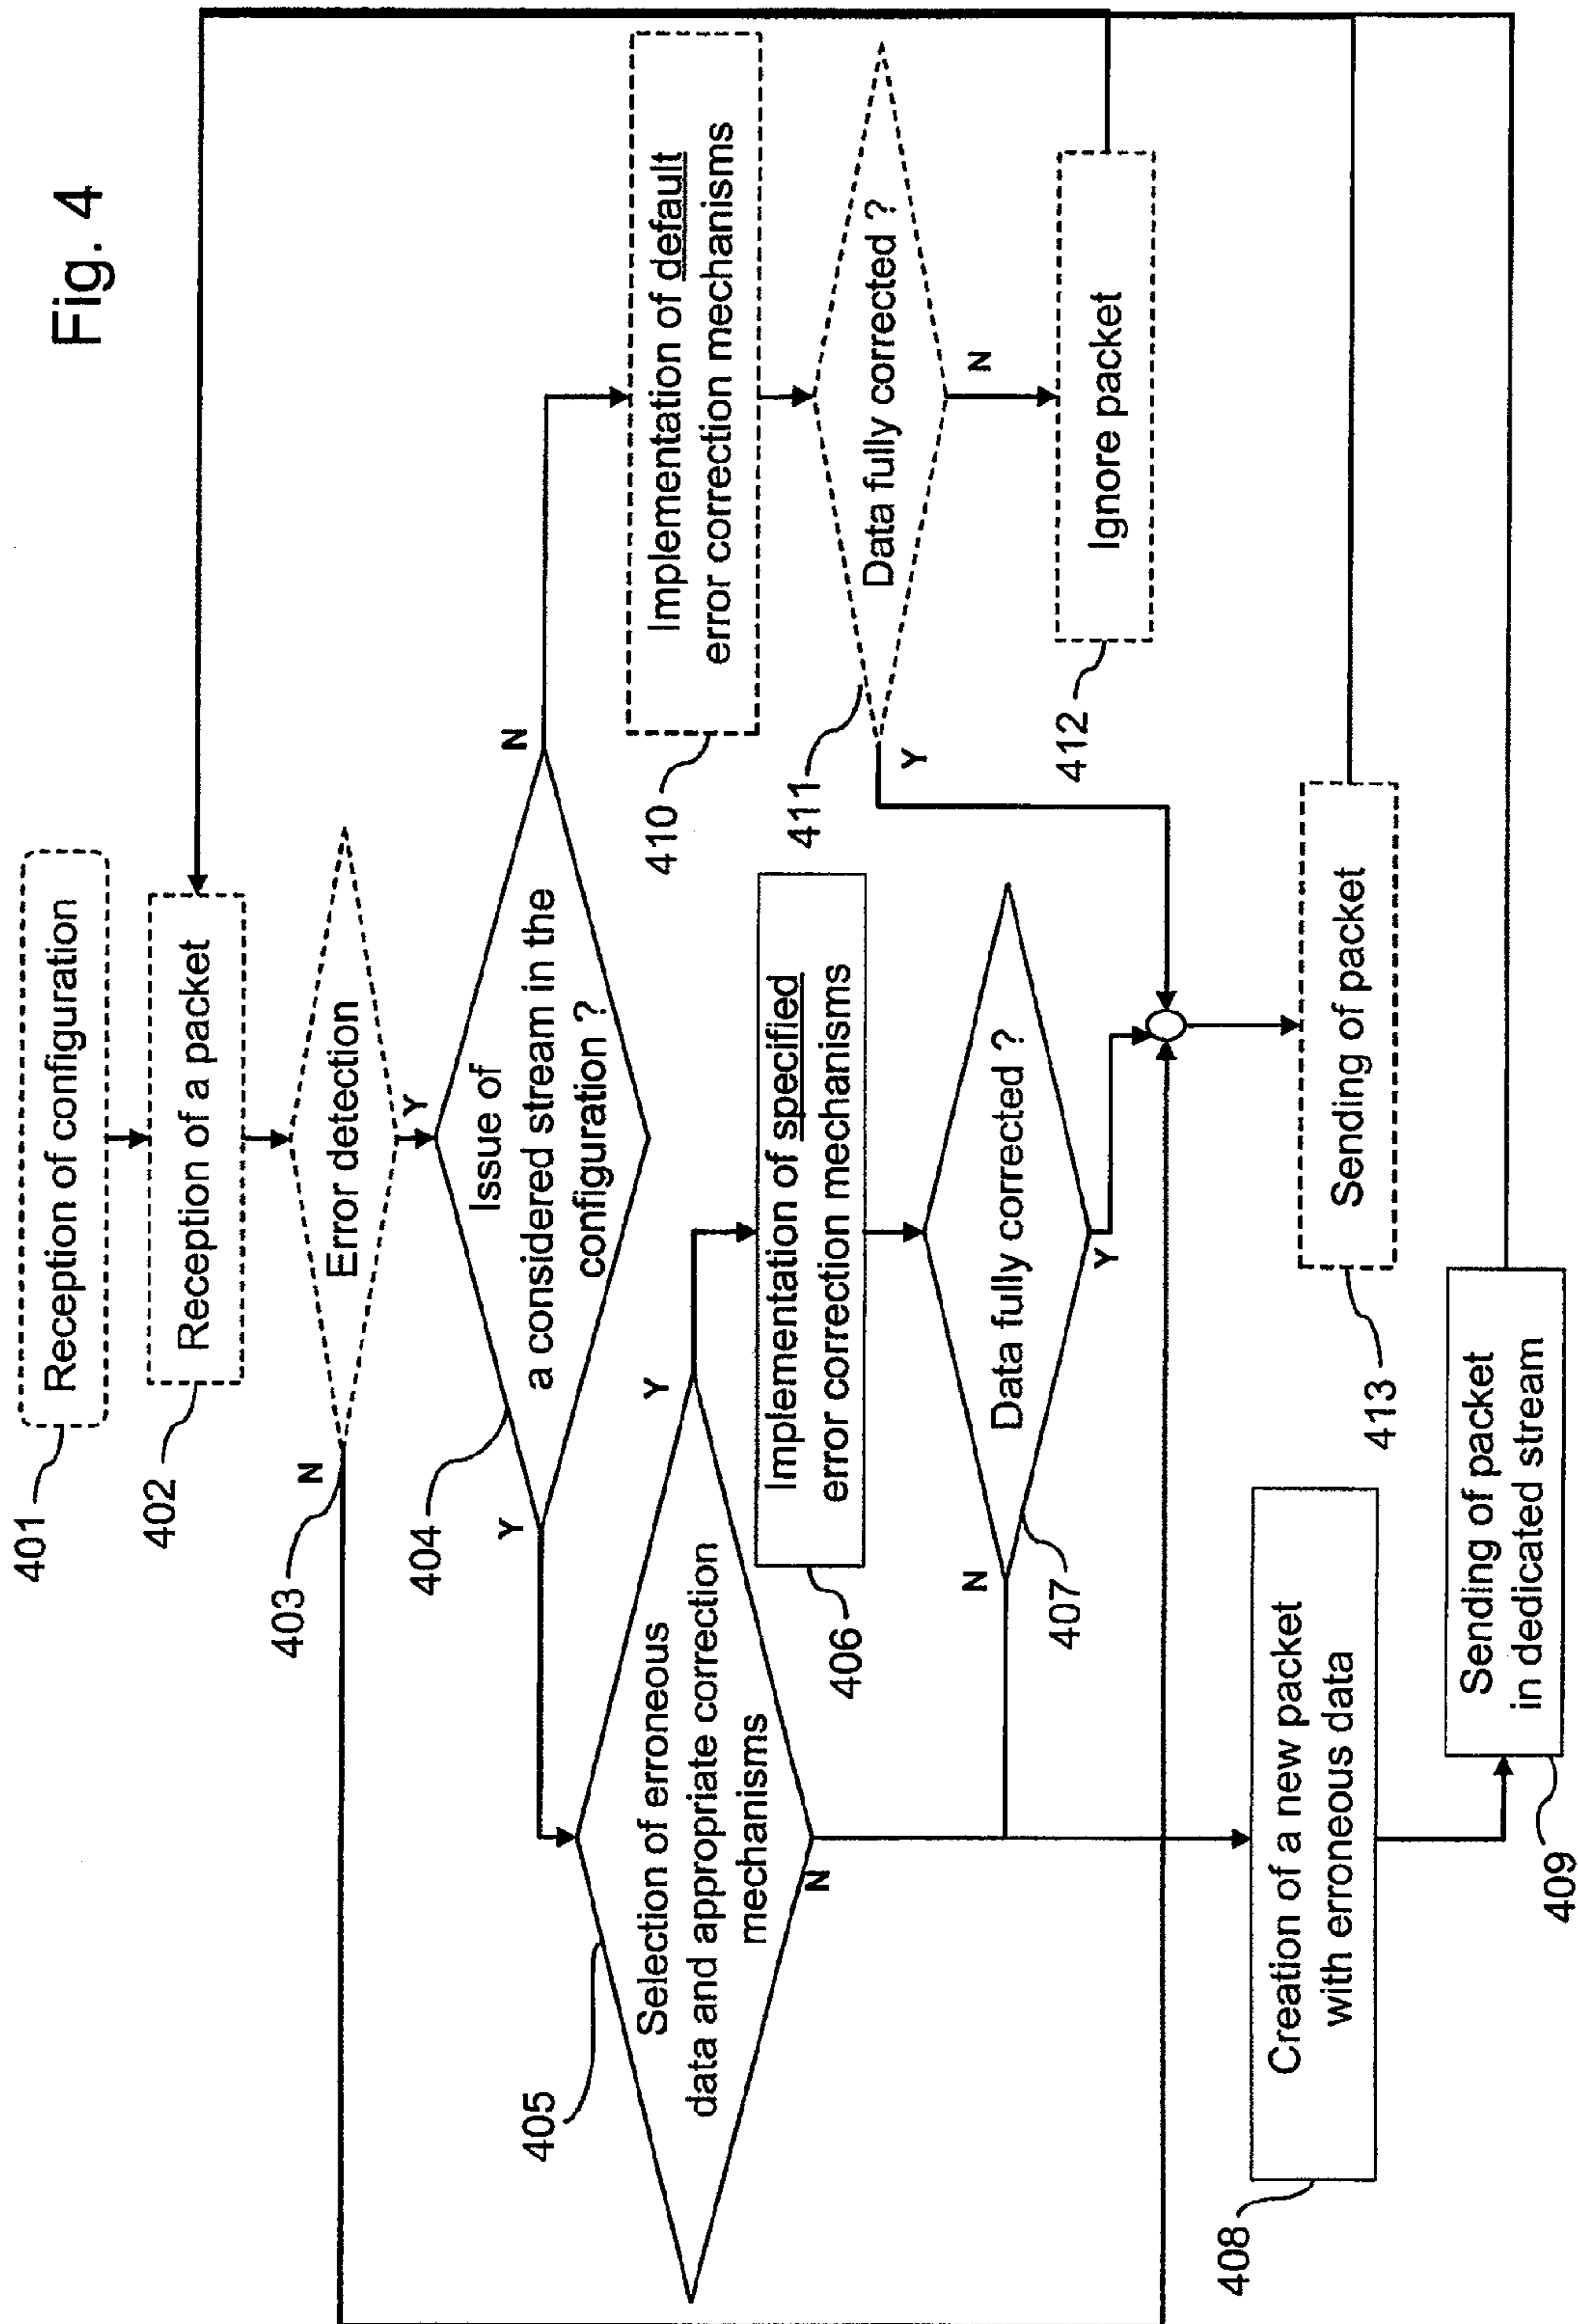 Fig. 4
401
Reception of configuration
402
Reception of a packet
403
Error detection
N
Y
404
Issue of
a considered stream in the
configuration ?
Y
N
405
Selection of erroneous
data and appropriate correction
mechanisms
Y
N
406
Implementation of specified
error correction mechanisms
407
Data fully corrected ?
N
Y
410
Implementation of default
error correction mechanisms
411
Data fully corrected ?
Y
N
412
Ignore packet
413
Sending of packet
408
Creation of a new packet
with erroneous data
409
Sending of packet
in dedicated stream